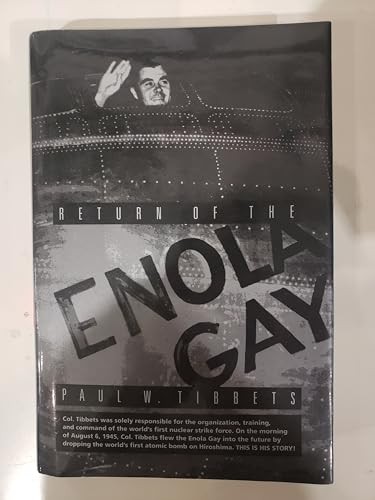 RETURN OF THE
ENOLA
GAY
PAUL W. TIBBETS
Col. Tibbets was solely responsible for the organization, training,
and command of the world's first nuclear strike force. On the morning
of August 6, 1945, Col. Tibbets flew the Enola Gay into the future by
dropping the world's first atomic bomb on Hiroshima. THIS IS HIS STORY!